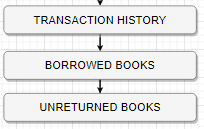 TRANSACTION HISTORY
BORROWED BOOKS
UNRETURNED BOOKS